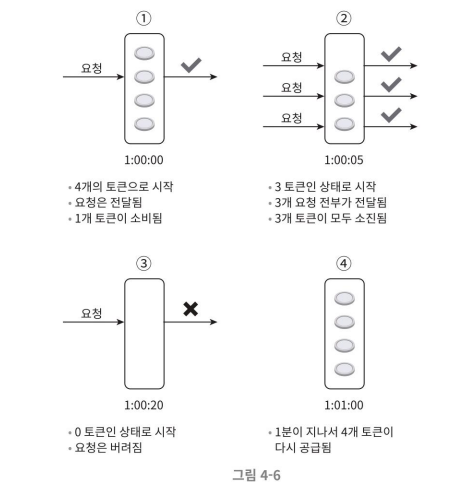 ①
요청
1:00:00
• 4개의 토큰으로 시작
• 요청은 전달됨
• 1개 토큰이 소비됨
②
요청
요청
요청
1:00:05
• 3 토큰인 상태로 시작
• 3개 요청 전부가 전달됨
• 3개 토큰이 모두 소진됨
③
요청
1:00:20
• 0 토큰인 상태로 시작
• 요청은 버려짐
④
1:01:00
• 1분이 지나서 4개 토큰이
다시 공급됨
그림 4-6